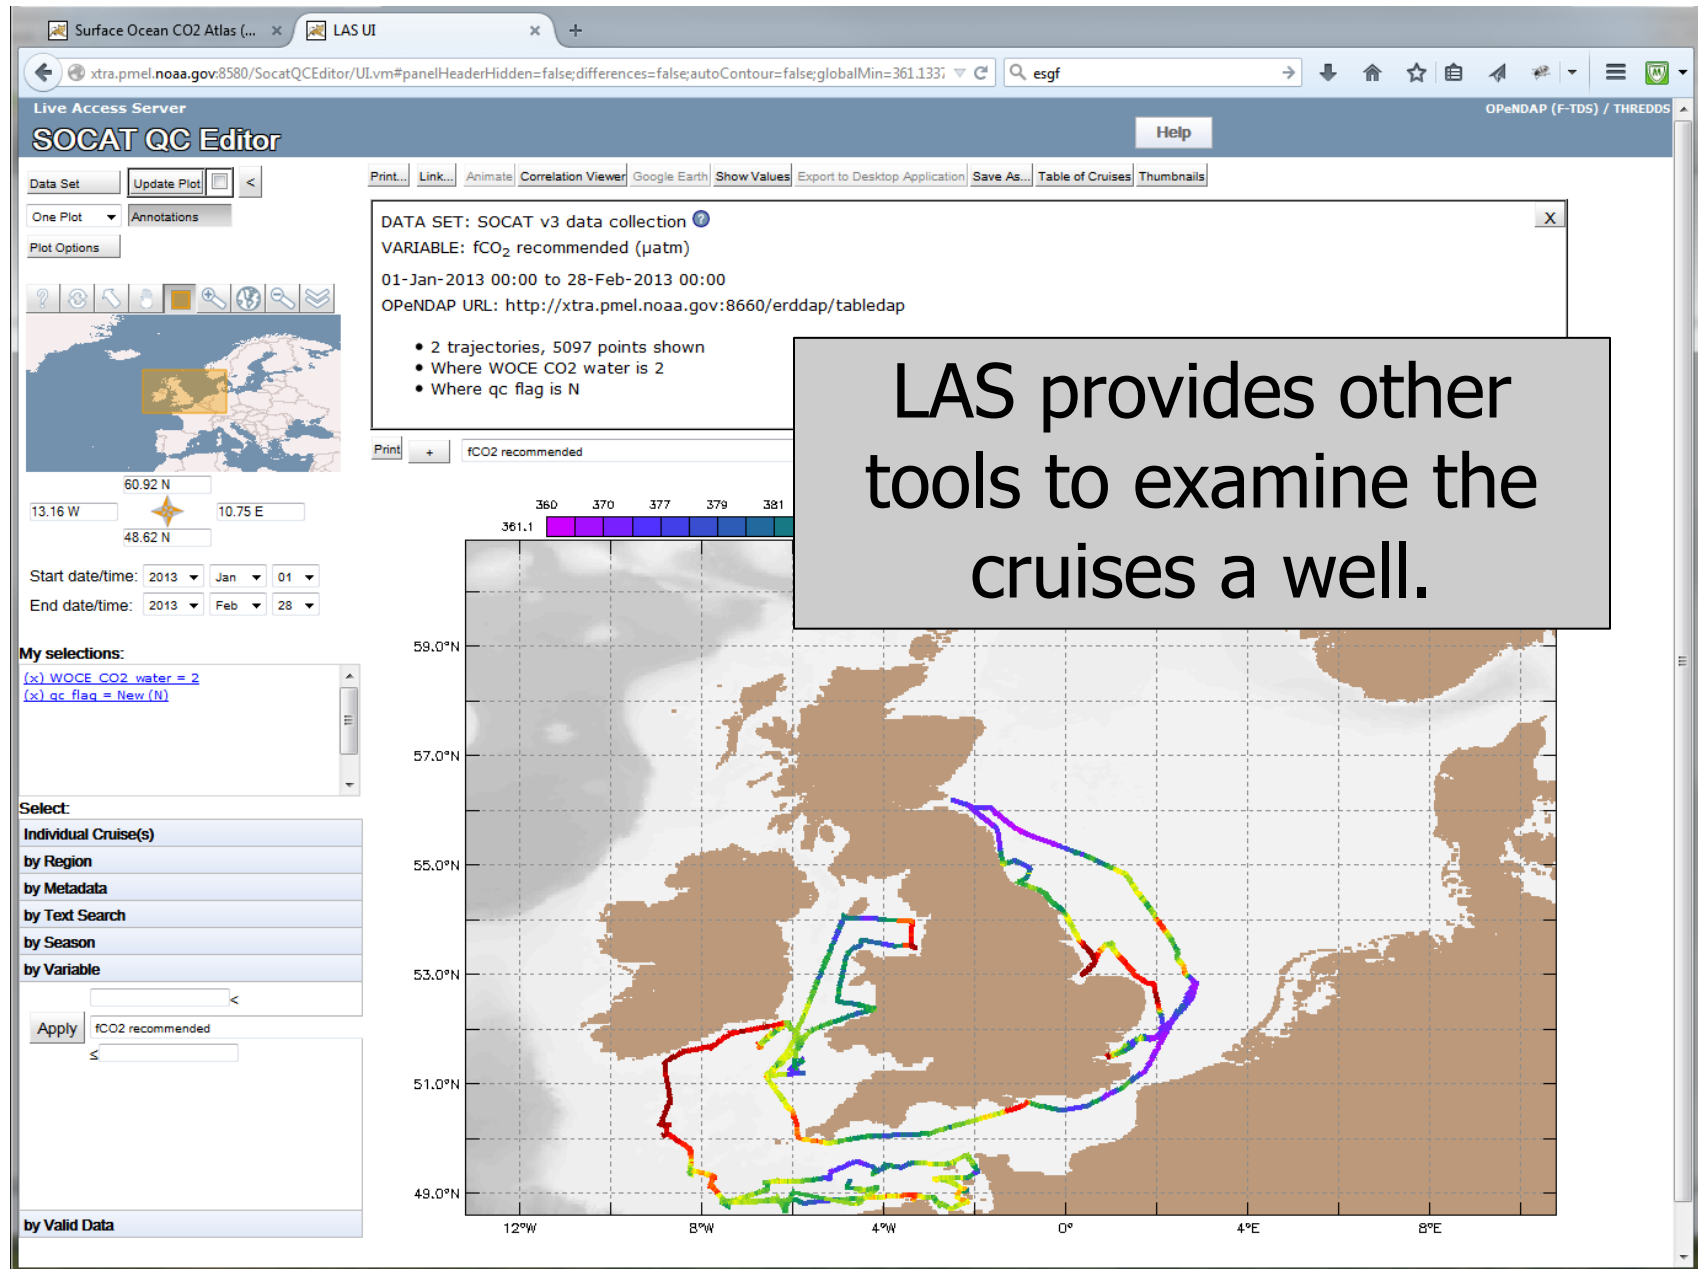 Surface Ocean CO2 Atlas (...
LAS UI
xtra.pmel.noaa.gov:8580/SocatQCEditor/UI.vm#panelHeaderHidden=false;differences=false;autoContour=false;globalMin=361.1337
esgf
Live Access Server
OPeNDAP (F-TDS) / THREDDS
SOCAT QC Editor
Help
Data Set
Update Plot
<
Print...
Link...
Animate
Correlation Viewer
Google Earth
Show Values
Export to Desktop Application
Save As...
Table of Cruises
Thumbnails
One Plot
Annotations
Plot Options
DATA SET: SOCAT v3 data collection ?
X
VARIABLE: fCO₂ recommended (µatm)
01-Jan-2013 00:00 to 28-Feb-2013 00:00
OPeNDAP URL: http://xtra.pmel.noaa.gov:8660/erddap/tabledap
• 2 trajectories, 5097 points shown
• Where WOCE CO2 water is 2
• Where qc flag is N
LAS provides other
tools to examine the
cruises a well.
60.92 N
13.16 W
10.75 E
48.62 N
Start date/time: 2013 Jan 01
End date/time: 2013 Feb 28
My selections:
(x) WOCE CO2 water = 2
(x) qc flag = New (N)
Select:
Individual Cruise(s)
by Region
by Metadata
by Text Search
by Season
by Variable
<
Apply
fCO2 recommended
≤
by Valid Data
Print
+
fCO2 recommended
360 370 377 379 381
361.1
59.0°N
57.0°N
55.0°N
53.0°N
51.0°N
49.0°N
12°W 8°W 4°W 0° 4°E 8°E